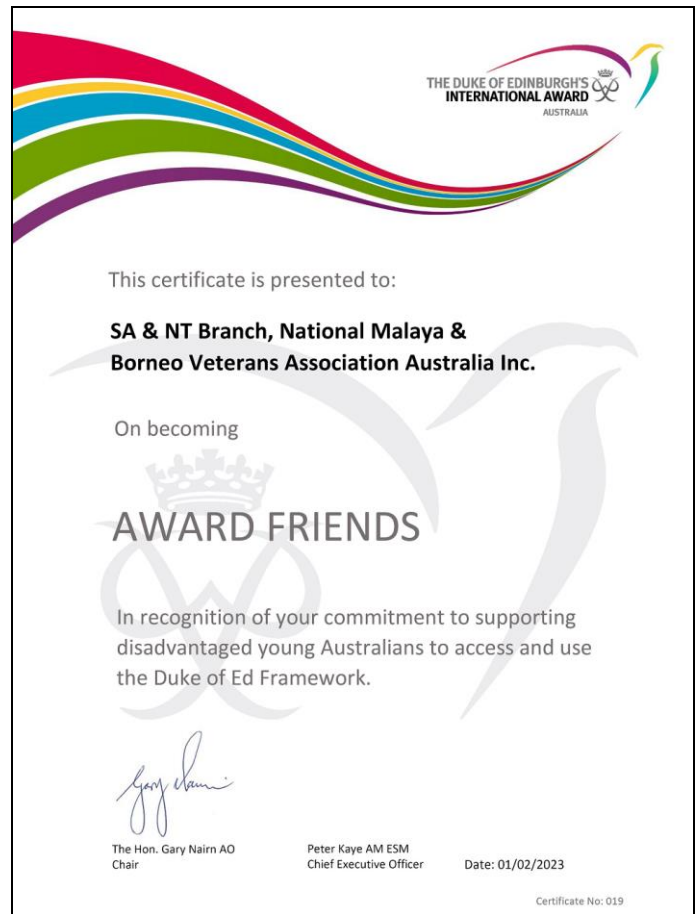 THE DUKE OF EDINBURGH'S
INTERNATIONAL AWARD
AUSTRALIA
This certificate is presented to:
SA & NT Branch, National Malaya &
Borneo Veterans Association Australia Inc.
On becoming
AWARD FRIENDS
In recognition of your commitment to supporting
disadvantaged young Australians to access and use
the Duke of Ed Framework.
Gary Nairn
The Hon. Gary Nairn AO
Chair
Peter Kaye AM ESM
Chief Executive Officer
Date: 01/02/2023
Certificate No: 019